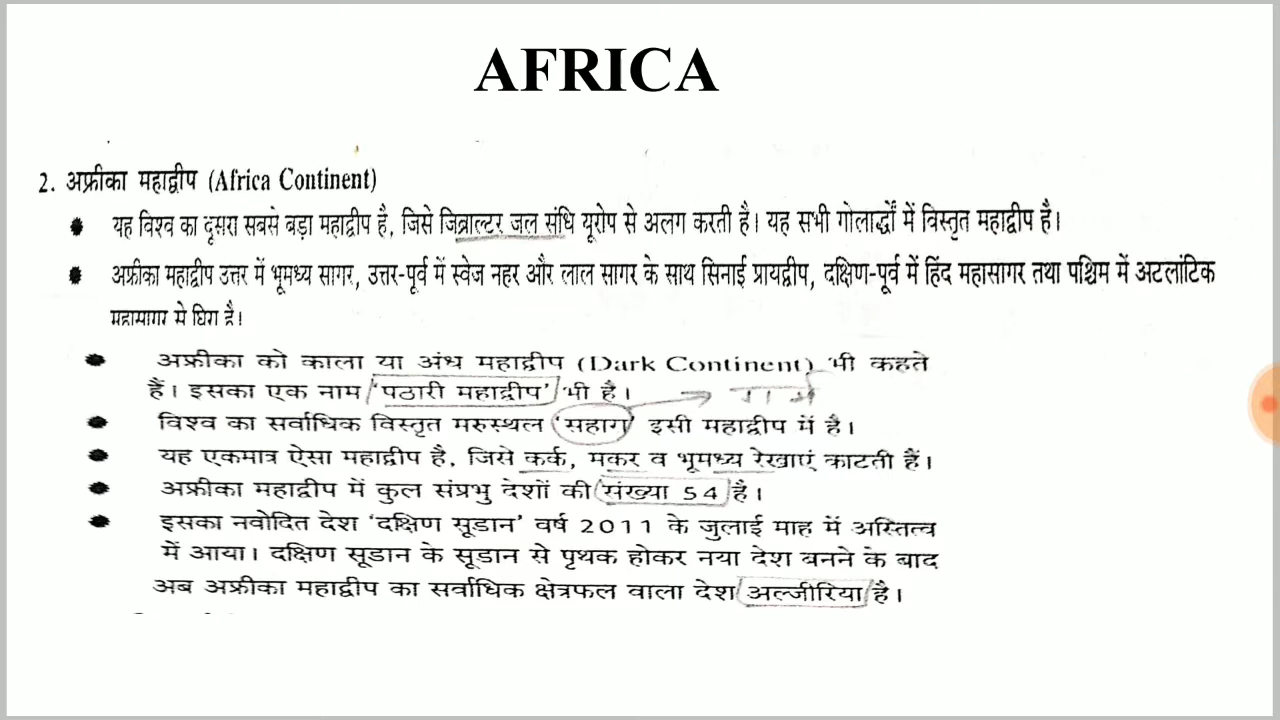 AFRICA
2. अफ्रीका महाद्वीप (Africa Continent)
यह विश्व का दूसरा सबसे बड़ा महाद्वीप है, जिसे जिब्राल्टर जल संधि यूरोप से अलग करती है। यह सभी गोलार्द्धों में विस्तृत महाद्वीप है।
अफ्रीका महाद्वीप उत्तर में भूमध्य सागर, उत्तर-पूर्व में स्वेज नहर और लाल सागर के साथ सिनाई प्रायद्वीप, दक्षिण-पूर्व में हिंद महासागर तथा पश्चिम में अटलांटिक
महासागर से घिरा है।
अफ्रीका को काला या अंध महाद्वीप (Dark Continent) भी कहते
हैं। इसका एक नाम 'पठारी महाद्वीप' भी है। → गर्म
विश्व का सर्वाधिक विस्तृत मरुस्थल 'सहारा' इसी महाद्वीप में है।
यह एकमात्र ऐसा महाद्वीप है, जिसे कर्क, मकर व भूमध्य रेखाएं काटती हैं।
अफ्रीका महाद्वीप में कुल संप्रभु देशों की संख्या 54 है।
इसका नवोदित देश 'दक्षिण सूडान' वर्ष 2011 के जुलाई माह में अस्तित्व
में आया। दक्षिण सूडान के सूडान से पृथक होकर नया देश बनने के बाद
अब अफ्रीका महाद्वीप का सर्वाधिक क्षेत्रफल वाला देश अल्जीरिया है।